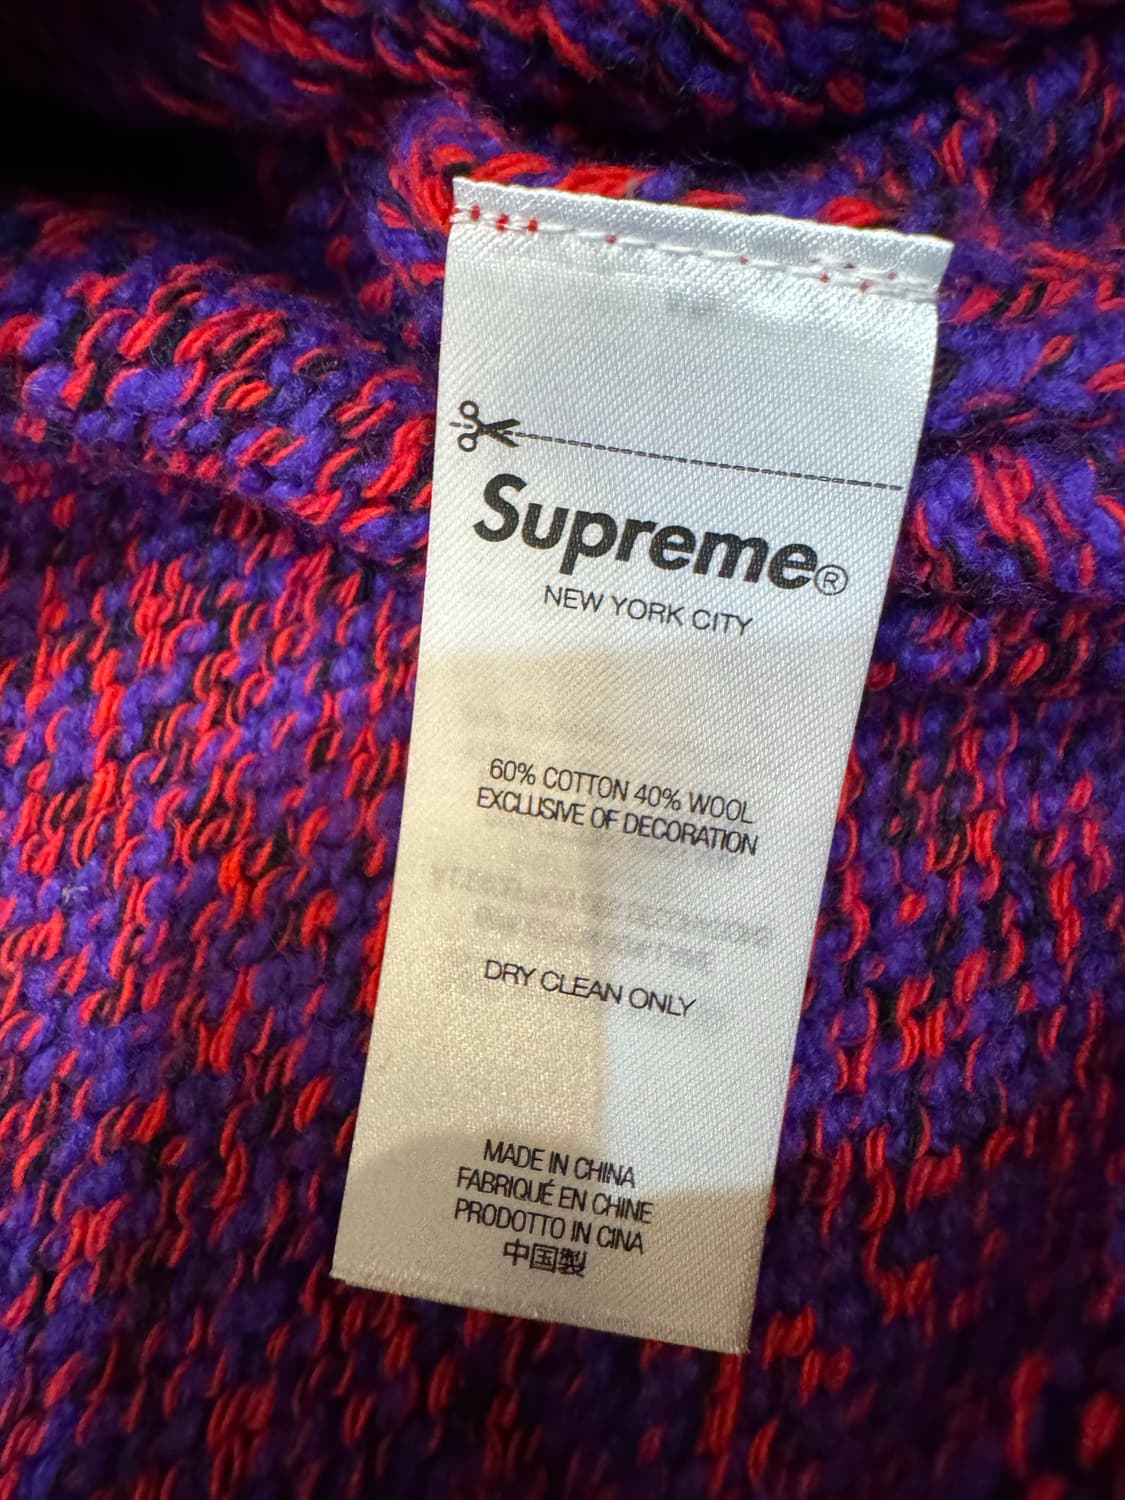 Supreme®
NEW YORK CITY
60% COTTON 40% WOOL
EXCLUSIVE OF DECORATION
DRY CLEAN ONLY
MADE IN CHINA
FABRIQUÉ EN CHINE
PRODOTTO IN CINA
中国製